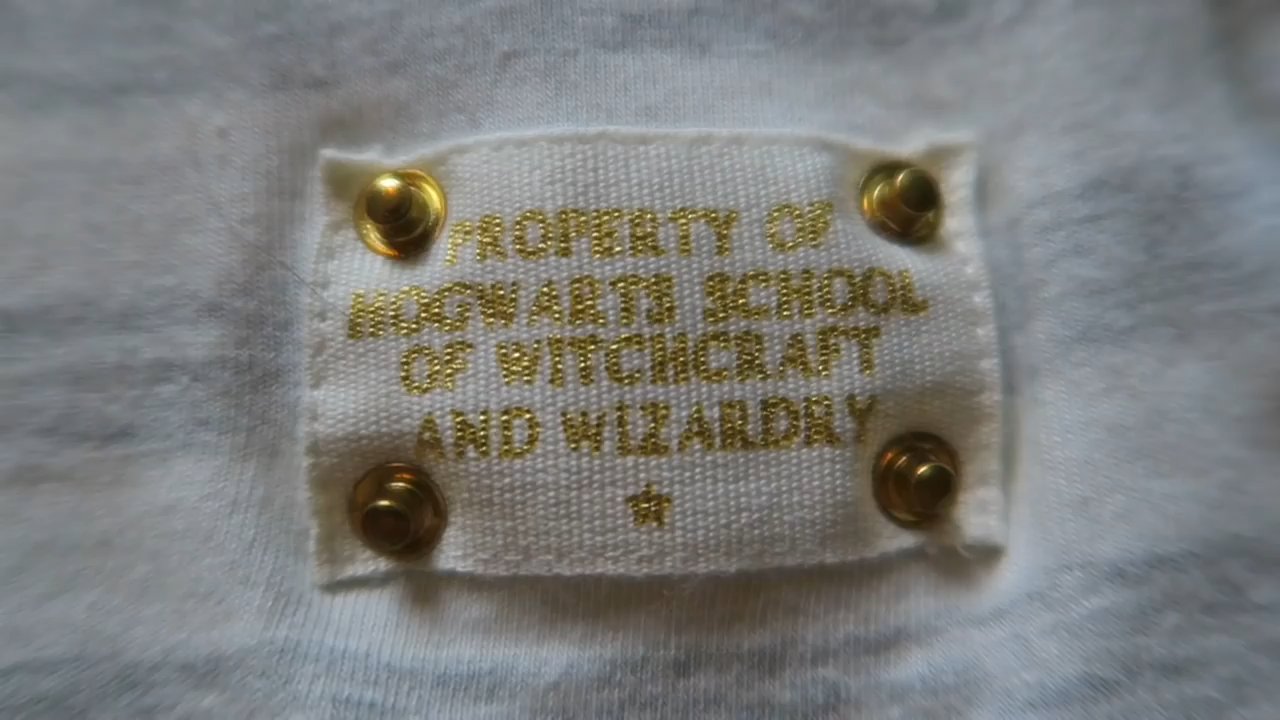 PROPERTY OF
HOGWARTS SCHOOL
OF WITCHCRAFT
AND WIZARDRY